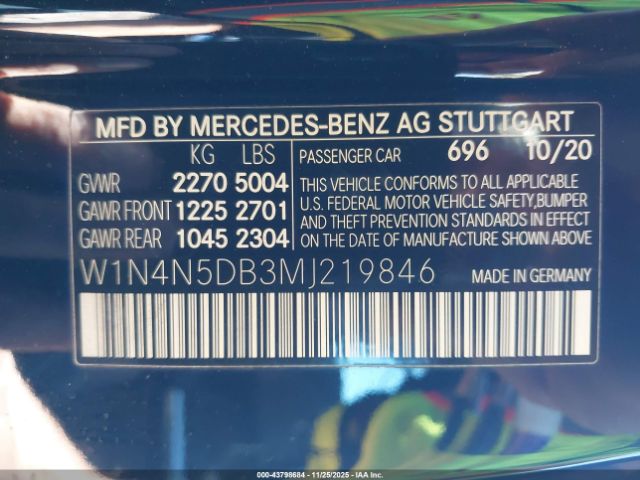 MFD BY MERCEDES-BENZ AG STUTTGART
KG LBS
GVWR 2270 5004
GAWR FRONT 1225 2701
GAWR REAR 1045 2304
PASSENGER CAR 696 10/20
THIS VEHICLE CONFORMS TO ALL APPLICABLE
U.S. FEDERAL MOTOR VEHICLE SAFETY,BUMPER
AND THEFT PREVENTION STANDARDS IN EFFECT
ON THE DATE OF MANUFACTURE SHOWN ABOVE.
W1N4N5DB3MJ219846 MADE IN GERMANY
000-43798684 | 11/25/2025 - IAA Inc.